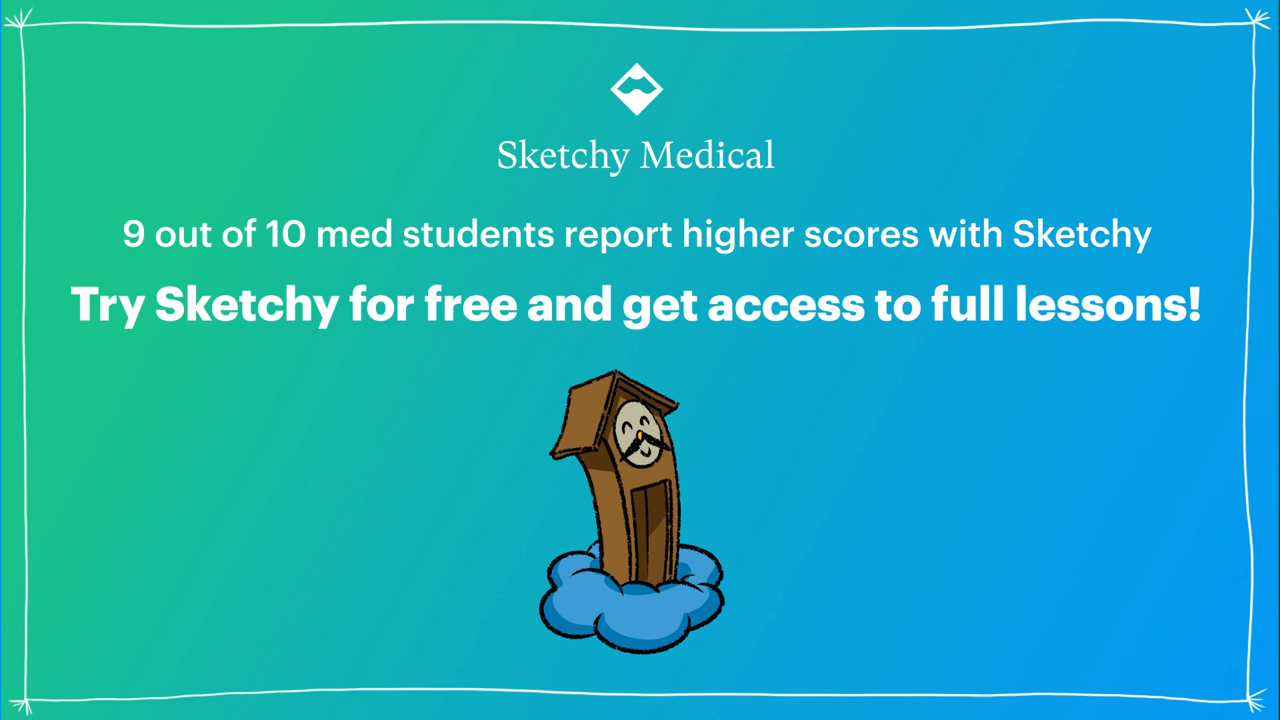 Sketchy Medical
9 out of 10 med students report higher scores with Sketchy
Try Sketchy for free and get access to full lessons!